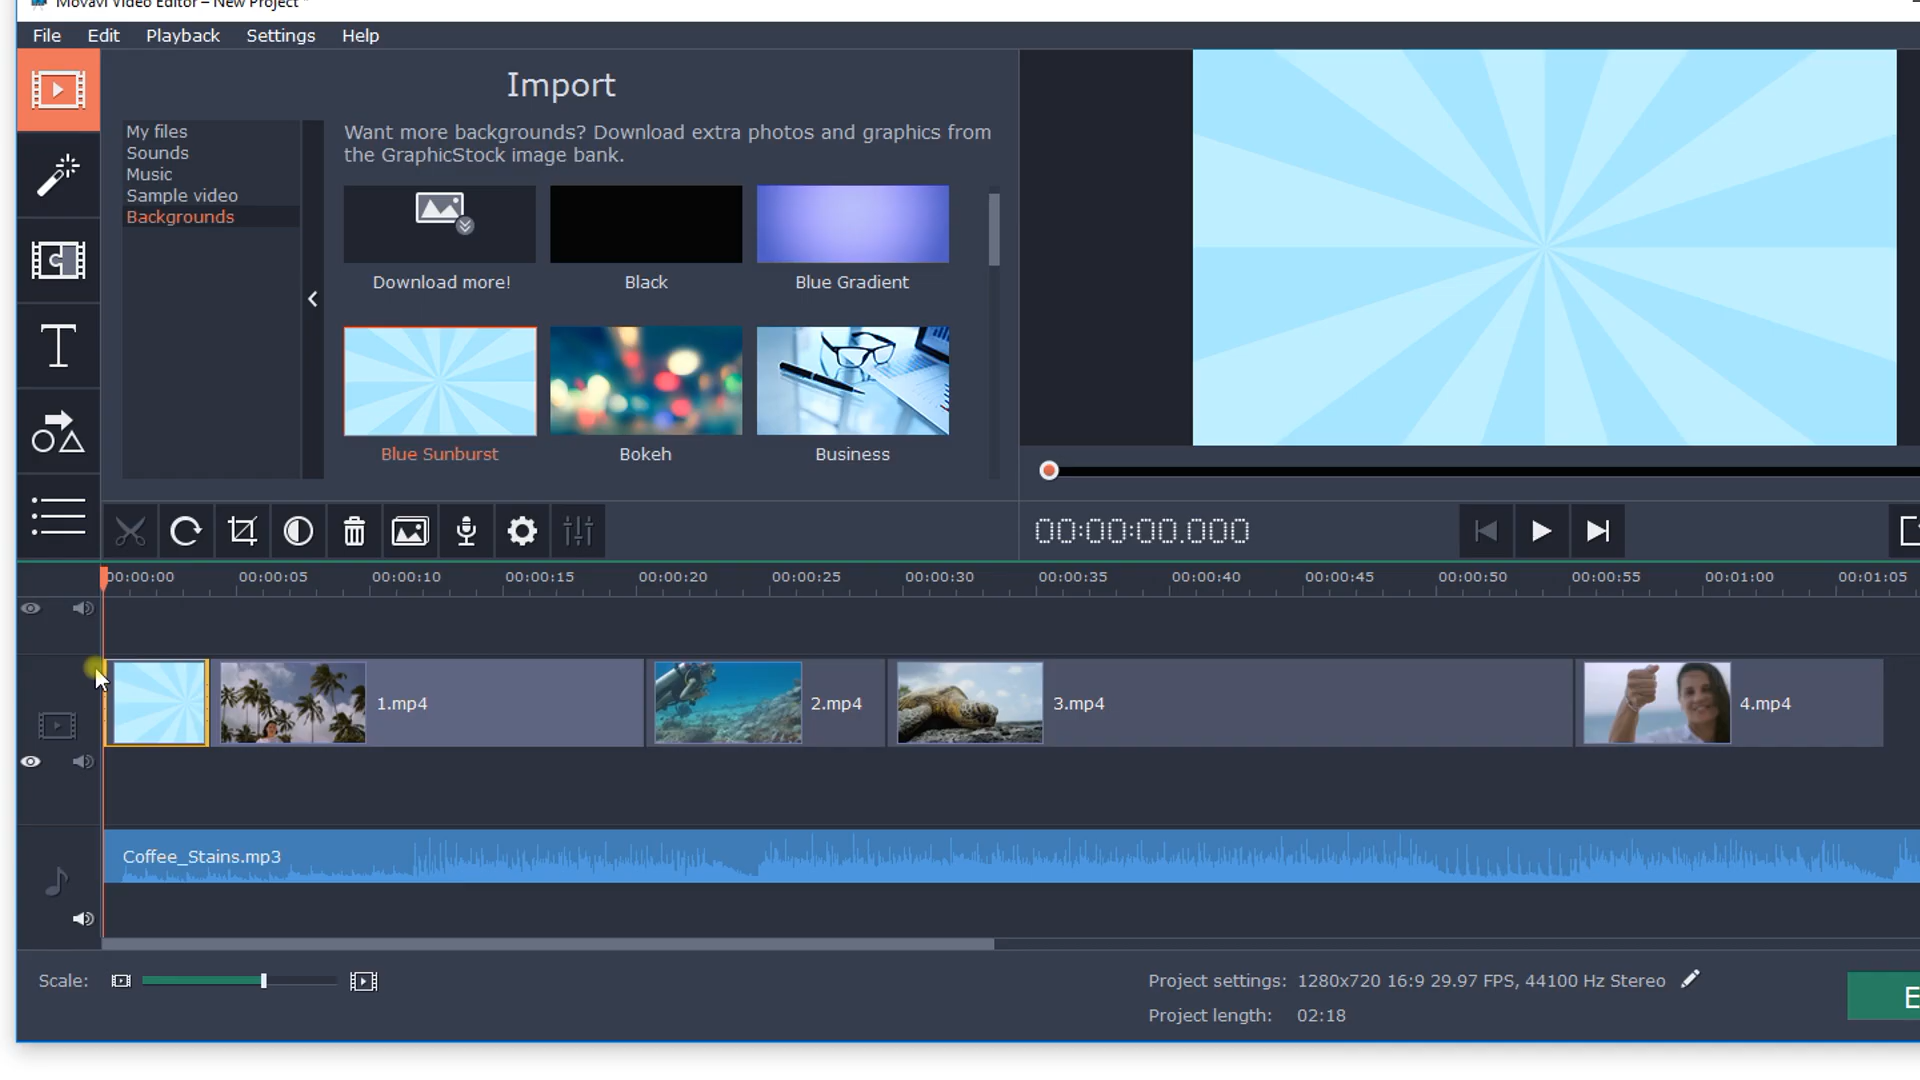 Movavi Video Editor – New Project *
File Edit Playback Settings Help
Import
My files
Sounds
Music
Sample video
Backgrounds
Want more backgrounds? Download extra photos and graphics from
the GraphicStock image bank.
Download more! Black Blue Gradient
Blue Sunburst Bokeh Business
00:00:00.000
00:00:00 00:00:05 00:00:10 00:00:15 00:00:20 00:00:25 00:00:30 00:00:35 00:00:40 00:00:45 00:00:50 00:00:55 00:01:00 00:01:05
1.mp4 2.mp4 3.mp4 4.mp4
Coffee_Stains.mp3
Scale:
Project settings: 1280x720 16:9 29.97 FPS, 44100 Hz Stereo
Project length: 02:18
E